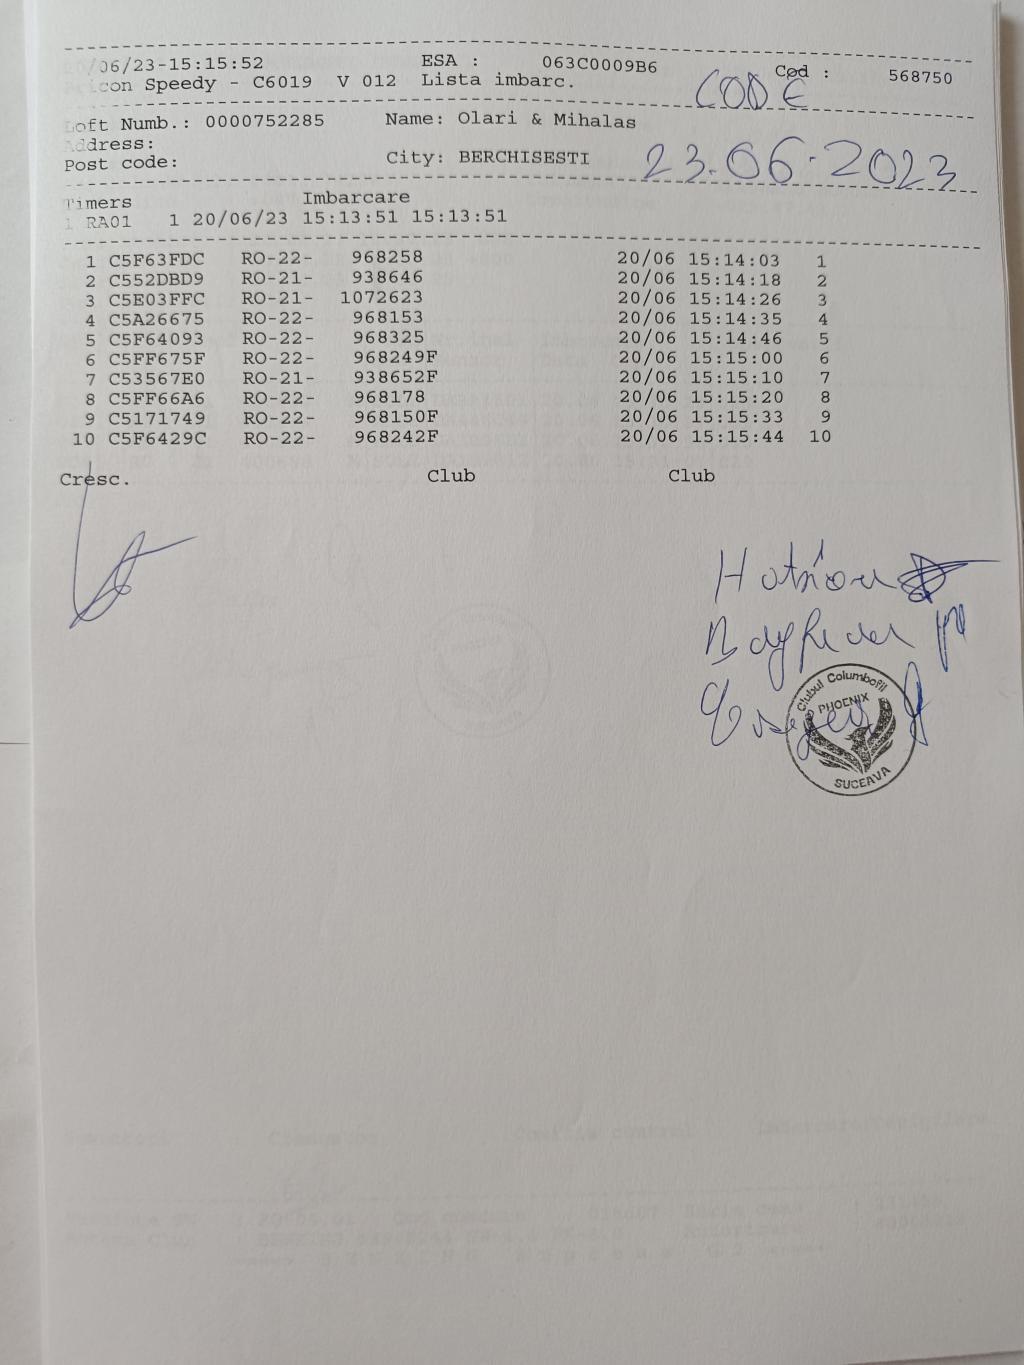 /06/23-15:15:52 ESA : 063C0009B6 Cod : 568750
icon Speedy - C6019 V 012 Lista imbarc.
CODE
Loft Numb.: 0000752285 Name: Olari & Mihalas
Address:
Post code: City: BERCHISESTI
23.06.2023
Timers Imbarcare
1 RA01 1 20/06/23 15:13:51 15:13:51
1 C5F63FDC RO-22- 968258 20/06 15:14:03 1
2 C552DBD9 RO-21- 938646 20/06 15:14:18 2
3 C5E03FFC RO-21- 1072623 20/06 15:14:26 3
4 C5A26675 RO-22- 968153 20/06 15:14:35 4
5 C5F64093 RO-22- 968325 20/06 15:14:46 5
6 C5FF675F RO-22- 968249F 20/06 15:15:00 6
7 C53567E0 RO-21- 938652F 20/06 15:15:10 7
8 C5FF66A6 RO-22- 968178 20/06 15:15:20 8
9 C5171749 RO-22- 968150F 20/06 15:15:33 9
10 C5F6429C RO-22- 968242F 20/06 15:15:44 10
Cresc. Club Club
Clubul Columbofil
PHOENIX
SUCEAVA